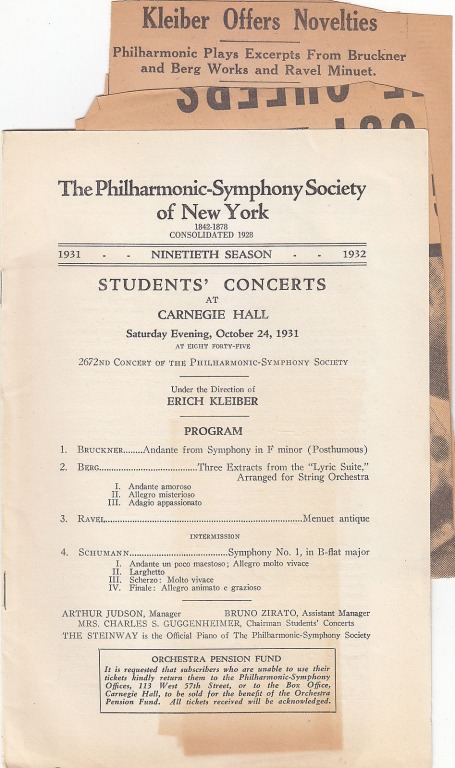 Kleiber Offers Novelties
Philharmonic Plays Excerpts From Bruckner
and Berg Works and Ravel Minuet.
The Philharmonic-Symphony Society
of New York
1842-1878
CONSOLIDATED 1928
1931 - - NINETIETH SEASON - - 1932
STUDENTS' CONCERTS
AT
CARNEGIE HALL
Saturday Evening, October 24, 1931
AT EIGHT FORTY-FIVE
2672ND CONCERT OF THE PHILHARMONIC-SYMPHONY SOCIETY
Under the Direction of
ERICH KLEIBER
PROGRAM
1. BRUCKNER........Andante from Symphony in F minor (Posthumous)
2. BERG................................Three Extracts from the "Lyric Suite,"
Arranged for String Orchestra
I. Andante amoroso
II. Allegro misterioso
III. Adagio appassionato
3. RAVEL................................................................Menuet antique
INTERMISSION
4. SCHUMANN................................................Symphony No. 1, in B-flat major
I. Andante un poco maestoso; Allegro molto vivace
II. Larghetto
III. Scherzo: Molto vivace
IV. Finale: Allegro animato e grazioso
ARTHUR JUDSON, Manager BRUNO ZIRATO, Assistant Manager
MRS. CHARLES S. GUGGENHEIMER, Chairman Students' Concerts
THE STEINWAY is the Official Piano of The Philharmonic-Symphony Society
ORCHESTRA PENSION FUND
It is requested that subscribers who are unable to use their
tickets kindly return them to the Philharmonic-Symphony
Offices, 113 West 57th Street, or to the Box Office,
Carnegie Hall, to be sold for the benefit of the Orchestra
Pension Fund. All tickets received will be acknowledged.